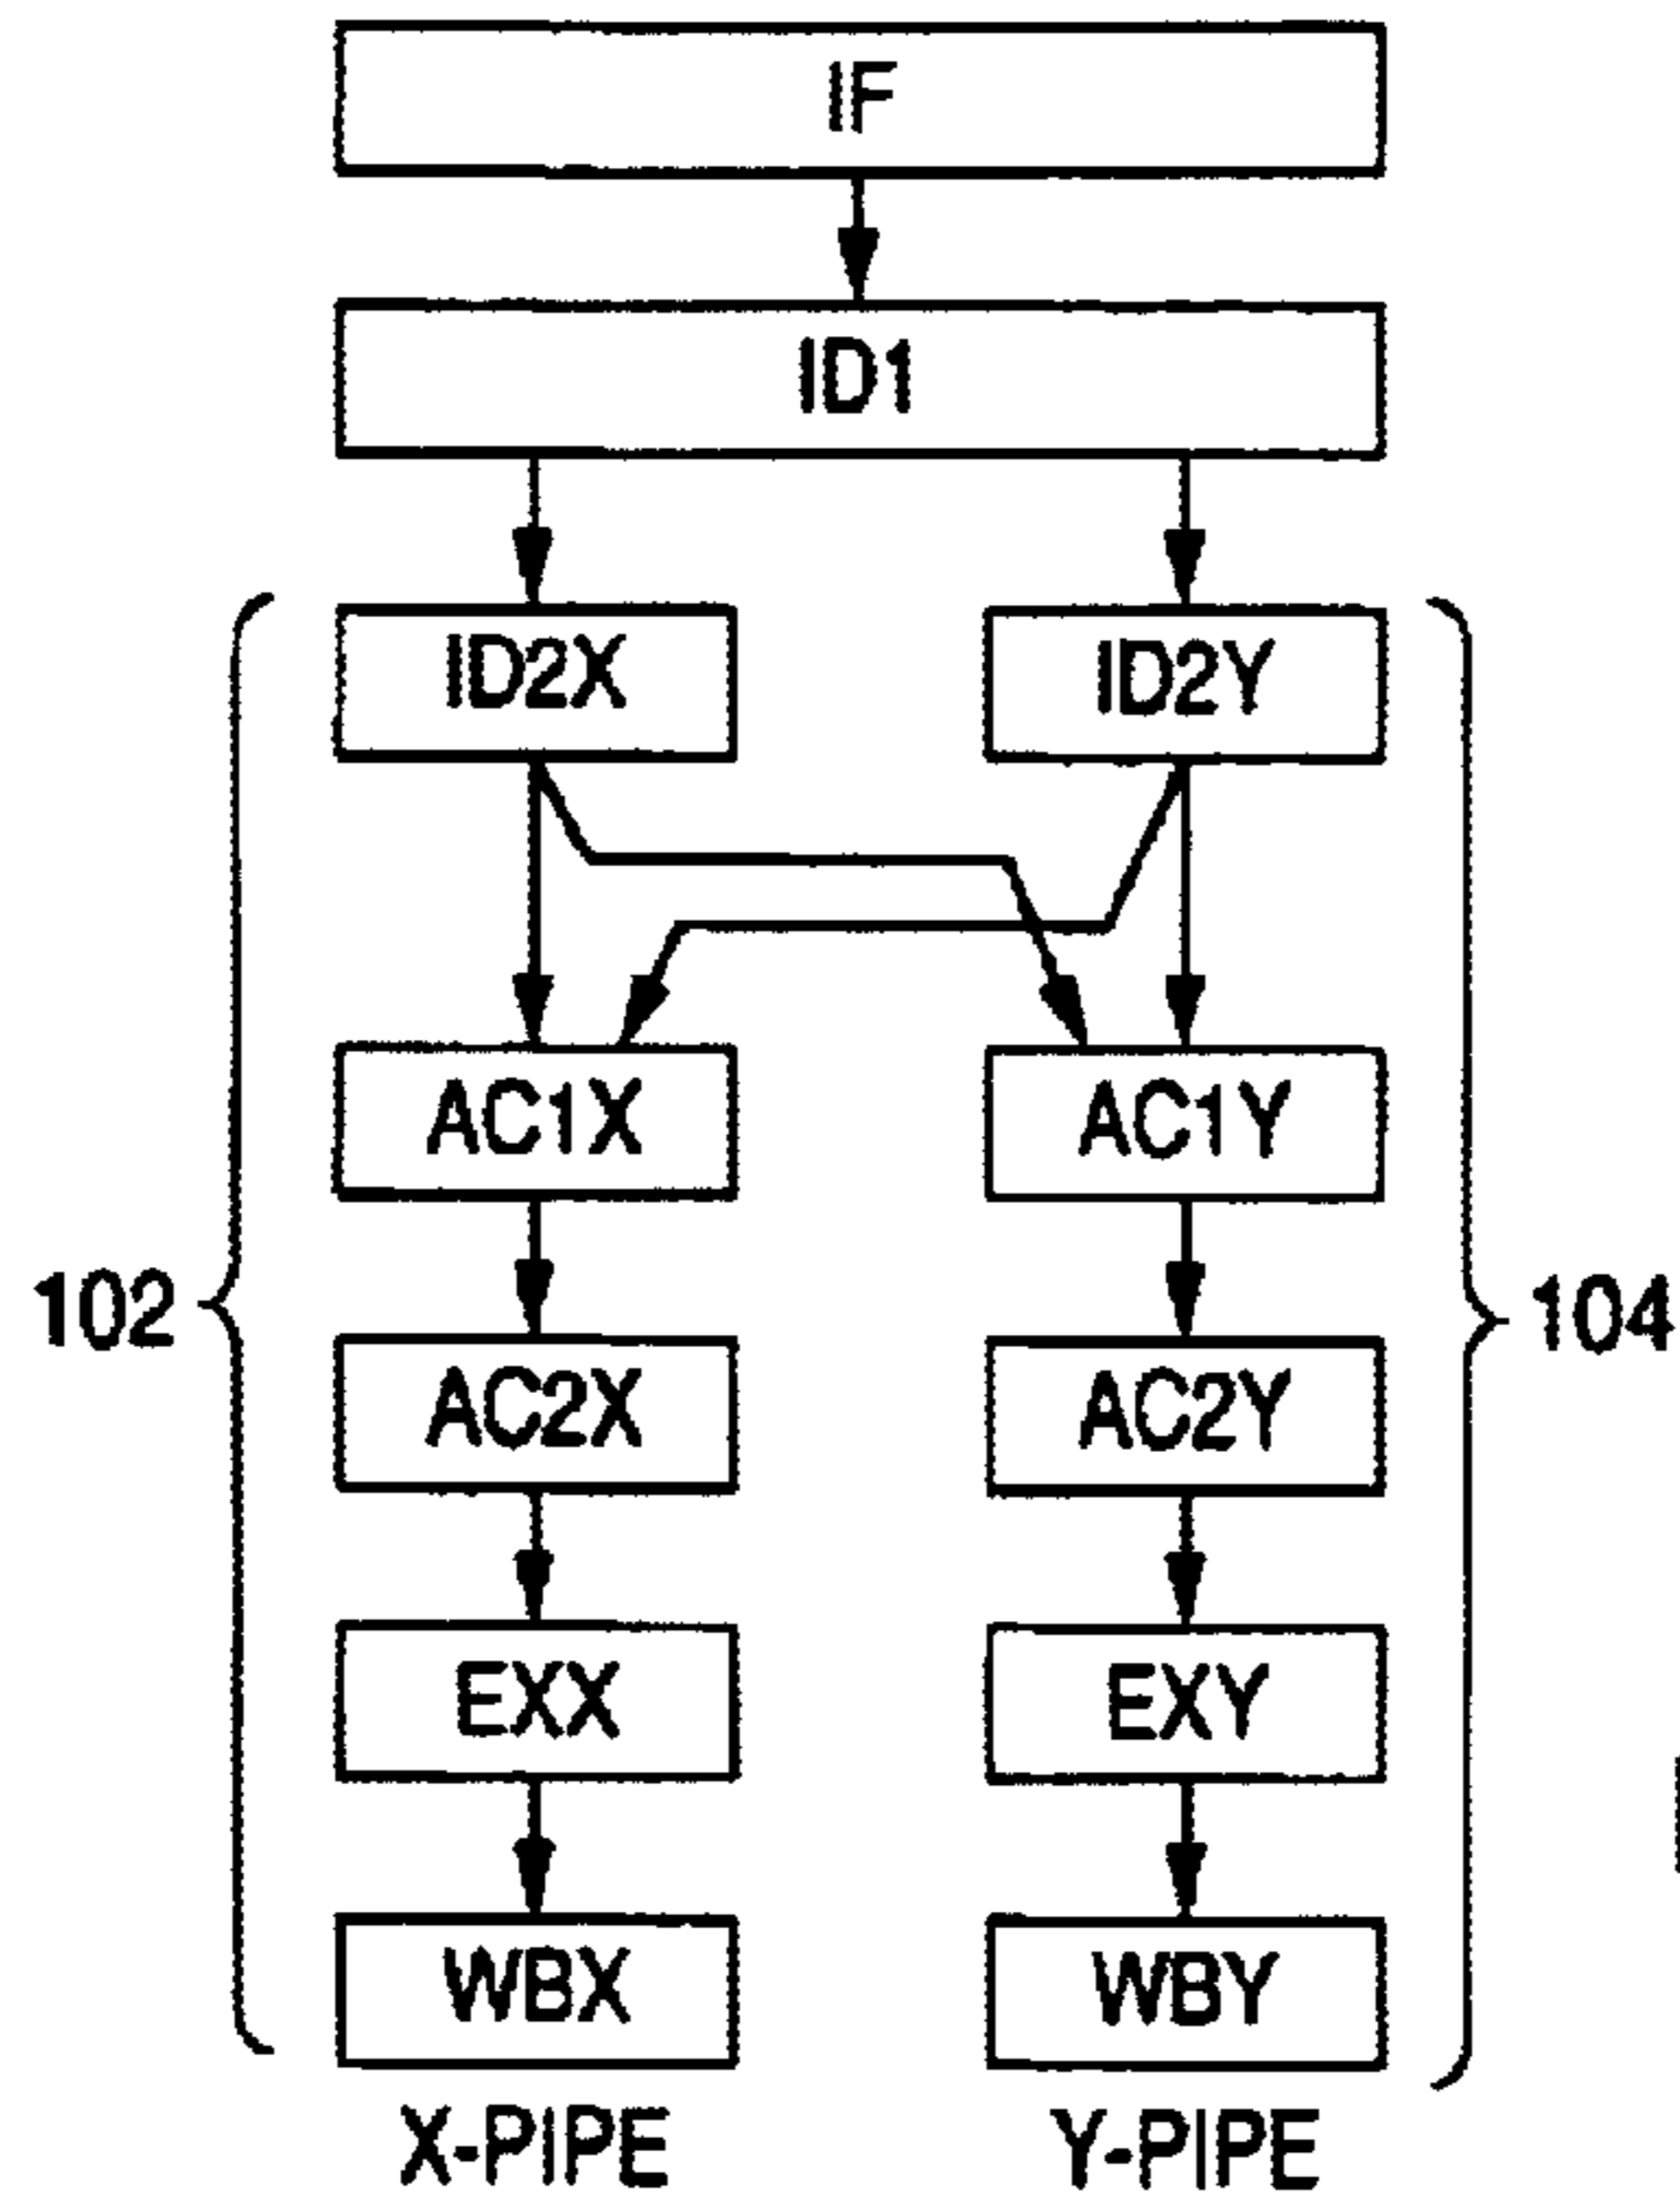 IF
ID1
ID2X ID2Y
AC1X AC1Y
102 104
AC2X AC2Y
EXX EXY
WBX WBY
X-PIPE Y-PIPE